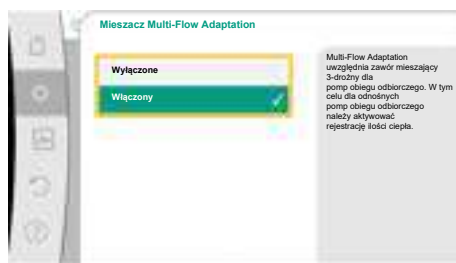 Mieszacz Multi-Flow Adaptation
Wyłączone
Włączony
Multi-Flow Adaptation
uwzględnia zawór mieszający
3-drożny dla
pomp obiegu odbiorczego. W tym
celu dla odnośnych
pomp obiegu odbiorczego
należy aktywować
rejestrację ilości ciepła.